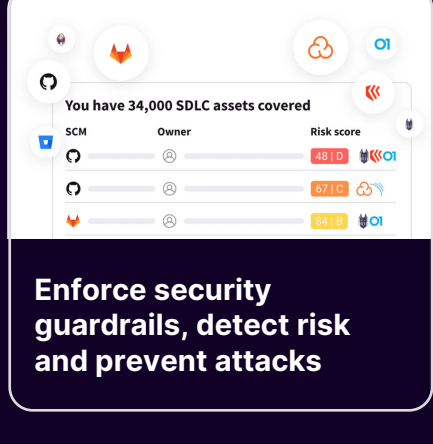 You have 34,000 SDLC assets covered
SCM Owner Risk score
48 | D
67 | C
84 | B
Enforce security
guardrails, detect risk
and prevent attacks